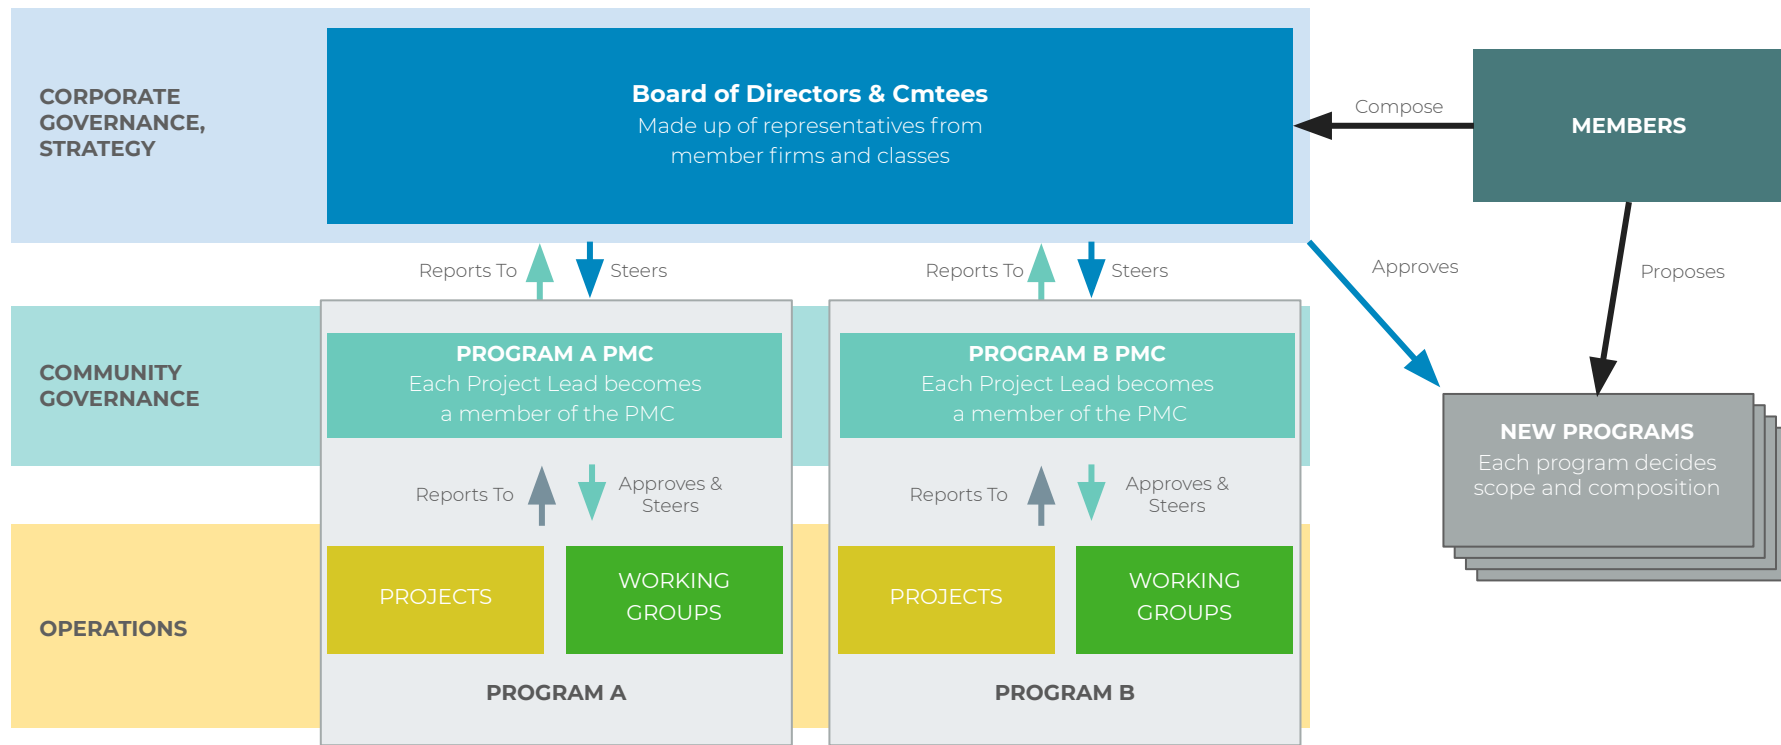 CORPORATE
GOVERNANCE,
STRATEGY
Board of Directors & Cmtees
Made up of representatives from
member firms and classes
Compose
MEMBERS
Reports To
Steers
Reports To
Steers
Approves
Proposes
COMMUNITY
GOVERNANCE
PROGRAM A PMC
Each Project Lead becomes
a member of the PMC
PROGRAM B PMC
Each Project Lead becomes
a member of the PMC
NEW PROGRAMS
Each program decides
scope and composition
Reports To
Approves &
Steers
Reports To
Approves &
Steers
OPERATIONS
PROJECTS
WORKING
GROUPS
PROJECTS
WORKING
GROUPS
PROGRAM A
PROGRAM B